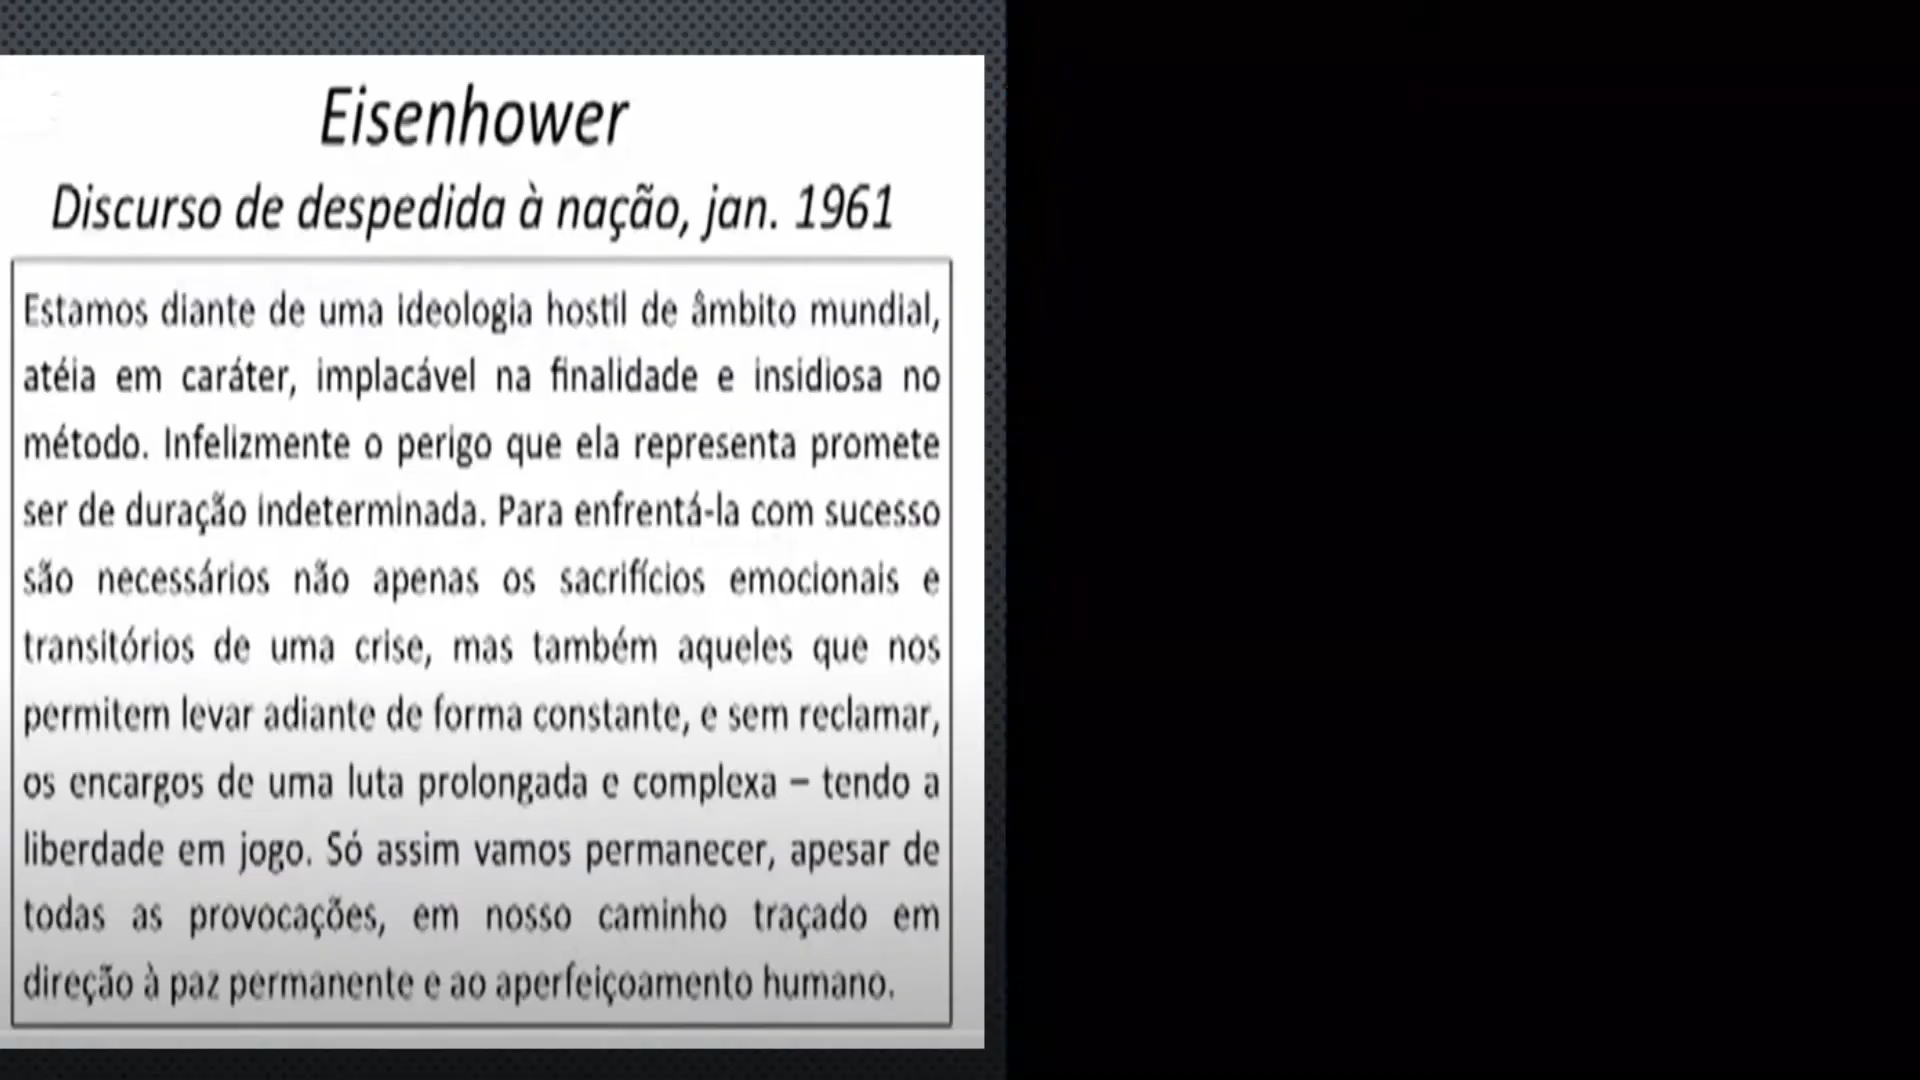 Eisenhower
Discurso de despedida à nação, jan. 1961
Estamos diante de uma ideologia hostil de âmbito mundial,
atéia em caráter, implacável na finalidade e insidiosa no
método. Infelizmente o perigo que ela representa promete
ser de duração indeterminada. Para enfrentá-la com sucesso
são necessários não apenas os sacrifícios emocionais e
transitórios de uma crise, mas também aqueles que nos
permitem levar adiante de forma constante, e sem reclamar,
os encargos de uma luta prolongada e complexa – tendo a
liberdade em jogo. Só assim vamos permanecer, apesar de
todas as provocações, em nosso caminho traçado em
direção à paz permanente e ao aperfeiçoamento humano.